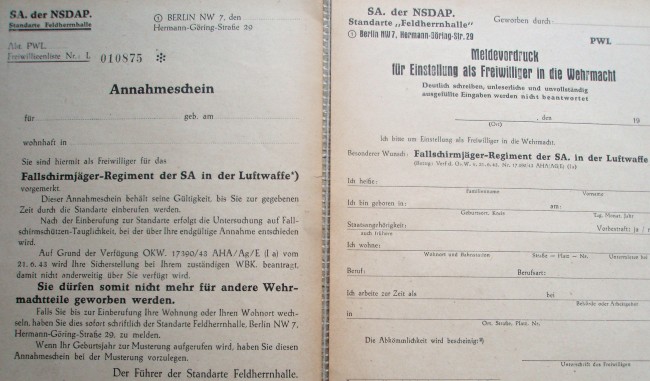 SA. der NSDAP.
Standarte Feldherrnhalle
BERLIN NW 7, den
Hermann-Göring-Straße 29
Abt. PWL.
Freiwilligenliste Nr.: L 010875 *
Annahmeschein
für geb. am
wohnhaft in
Sie sind hiermit als Freiwilliger für das
Fallschirmjäger-Regiment der SA in der Luftwaffe*)
vorgemerkt.
Dieser Annahmeschein behält seine Gültigkeit, bis Sie zur gegebenen
Zeit durch die Standarte einberufen werden.
Nach der Einberufung zur Standarte erfolgt die Untersuchung auf Fall-
schirmschützen-Tauglichkeit, bei der über Ihre endgültige Annahme entschieden
wird.
Auf Grund der Verfügung OKW. 17390/43 AHA/Ag/E (I a) vom
21. 6. 43 wird Ihre Sicherstellung bei Ihrem zuständigen WBK. beantragt,
damit nicht anderweitig über Sie verfügt wird.
Sie dürfen somit nicht mehr für andere Wehr-
machtteile geworben werden.
Falls Sie bis zur Einberufung Ihre Wohnung oder Ihren Wohnort wech-
seln, haben Sie dies sofort schriftlich der Standarte Feldherrnhalle, Berlin NW 7,
Hermann-Göring-Straße 29, zu melden.
Wenn Ihr Geburtsjahr zur Musterung aufgerufen wird, haben Sie diesen
Annahmeschein bei der Musterung vorzulegen.
Der Führer der Standarte Feldherrnhalle.
SA. der NSDAP.
Standarte „Feldherrnhalle"
Berlin NW 7, Hermann-Göring-Str. 29
Geworben durch:
PWL
Meldevordruck
für Einstellung als Freiwilliger in die Wehrmacht
Deutlich schreiben, unleserliche und unvollständig
ausgefüllte Eingaben werden nicht beantwortet
, den 19
(Ort)
Ich bitte um Einstellung als Freiwilliger in die Wehrmacht.
Besonderer Wunsch: Fallschirmjäger-Regiment der SA. in der Luftwaffe
Ich heiße:
Familienname Vorname
Ich bin geboren in: am:
Geburtsort, Kreis Tag, Monat, Jahr
Staatsangehörigkeit: Vorbestraft: ja /
auch frühere
Ich wohne:
Wohnort und Bahnstation Straße – Platz – Nr.
Beruf: Berufsart:
Ich arbeite zur Zeit als bei
Behörde oder Arbeitgeber
in
Ort, Straße, Platz, Nr.
Die Abkömmlichkeit wird bescheinigt:
Unterschrift des